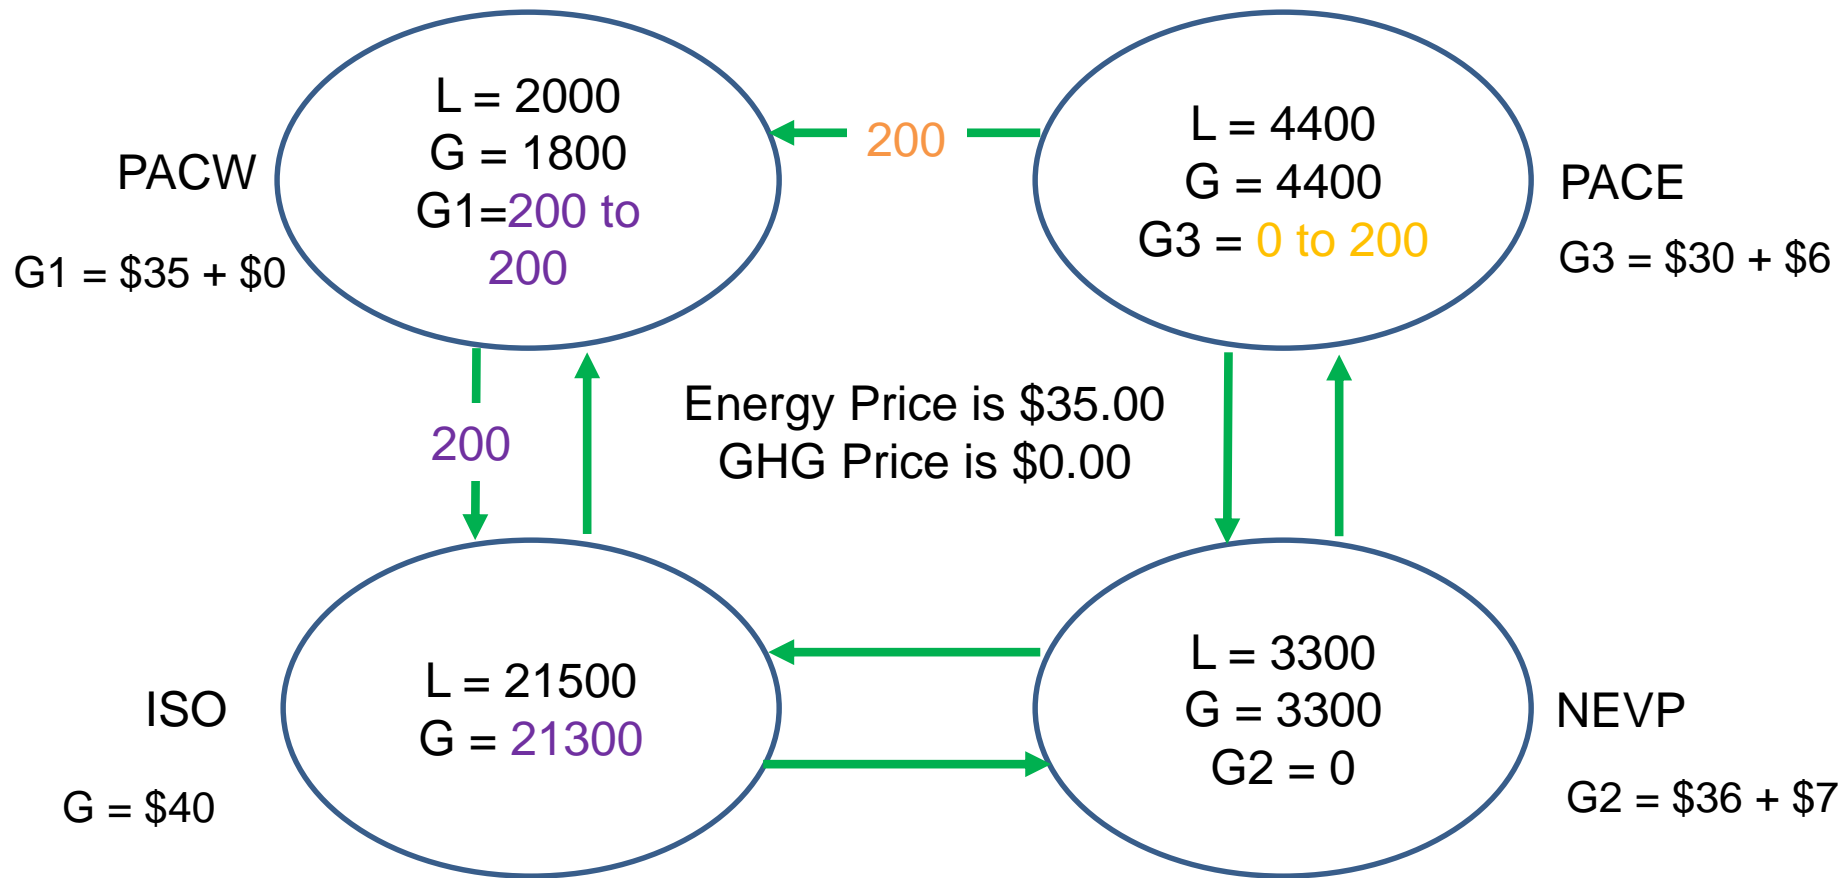 L = 2000
G = 1800
G1=200 to
200
PACW
G1 = $35 + $0
200
L = 4400
G = 4400
G3 = 0 to 200
PACE
G3 = $30 + $6
200
Energy Price is $35.00
GHG Price is $0.00
ISO
L = 21500
G = 21300
G = $40
L = 3300
G = 3300
G2 = 0
NEVP
G2 = $36 + $7